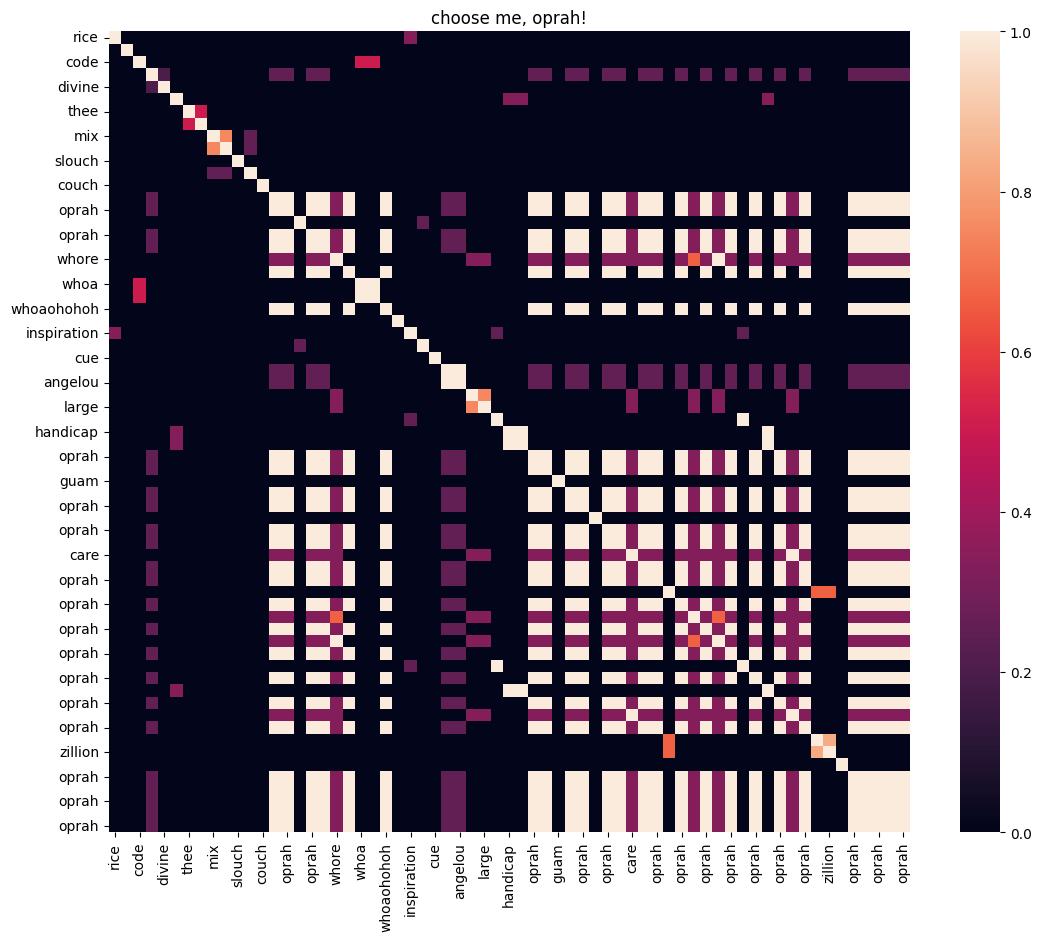 choose me, oprah!
rice
code
divine
thee
mix
slouch
couch
oprah
oprah
whore
whoa
whoaohohoh
inspiration
cue
angelou
large
handicap
oprah
guam
oprah
oprah
care
oprah
oprah
oprah
oprah
oprah
oprah
oprah
zillion
oprah
oprah
oprah
1.0
0.8
0.6
0.4
0.2
0.0
rice
code
divine
thee
mix
slouch
couch
oprah
oprah
whore
whoa
whoaohohoh
inspiration
cue
angelou
large
handicap
oprah
guam
oprah
oprah
care
oprah
oprah
oprah
oprah
oprah
oprah
oprah
zillion
oprah
oprah
oprah